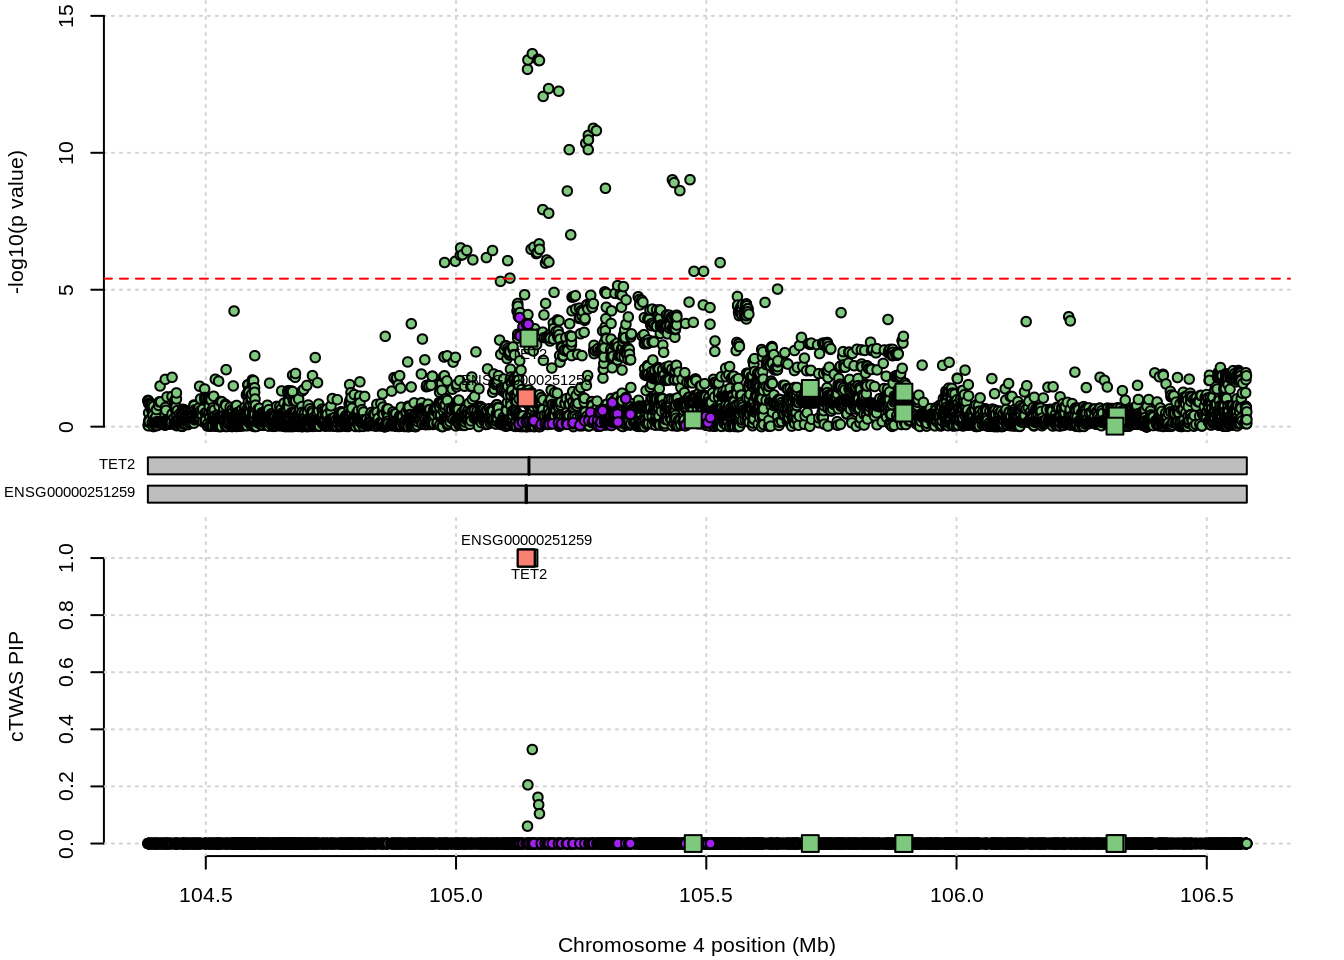 15
10
5
0
-log10(p value)
TET2
ENSG00000251259
TET2
ENSG00000251259
ENSG00000251259
TET2
1.0
0.8
0.6
0.4
0.2
0.0
cTWAS PIP
104.5 105.0 105.5 106.0 106.5
Chromosome 4 position (Mb)